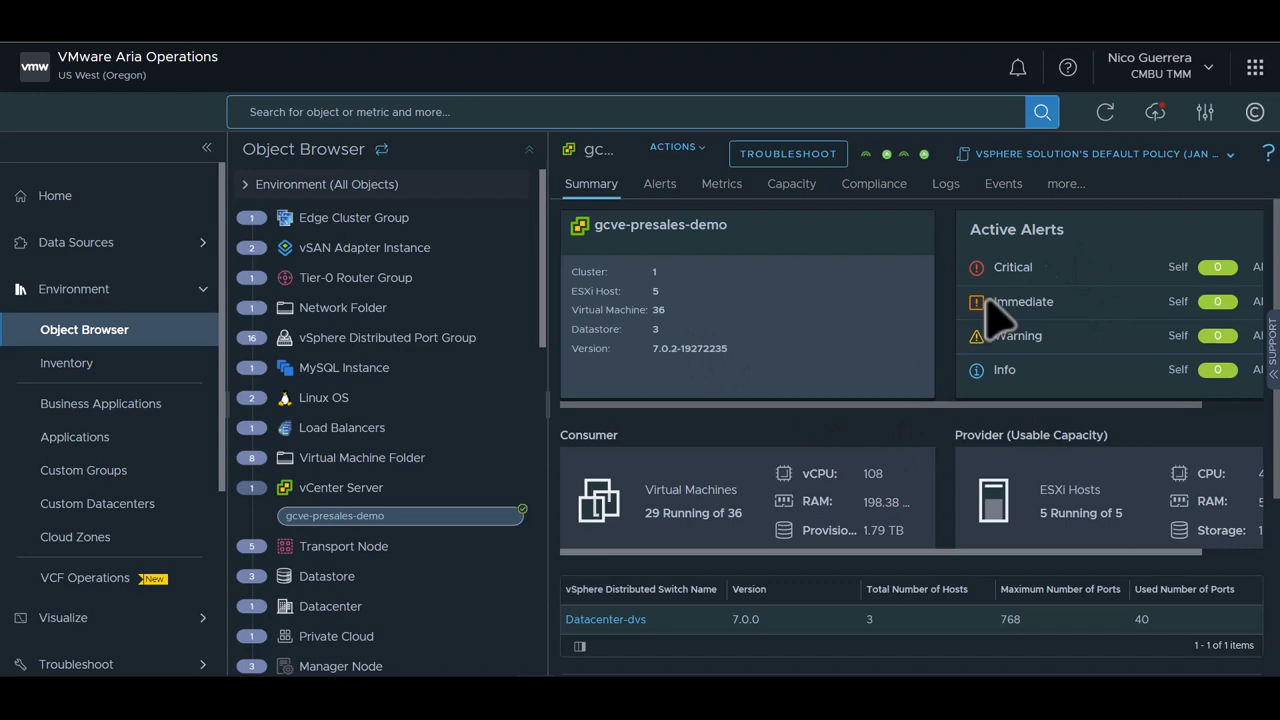 vmw
VMware Aria Operations
US West (Oregon)
Nico Guerrera
CMBU TMM
Search for object or metric and more...
Home
Data Sources
Environment
Object Browser
Inventory
Business Applications
Applications
Custom Groups
Custom Datacenters
Cloud Zones
VCF Operations New
Visualize
Troubleshoot
Object Browser
Environment (All Objects)
1 Edge Cluster Group
2 vSAN Adapter Instance
1 Tier-0 Router Group
1 Network Folder
16 vSphere Distributed Port Group
1 MySQL Instance
2 Linux OS
1 Load Balancers
8 Virtual Machine Folder
1 vCenter Server
gcve-presales-demo
5 Transport Node
3 Datastore
1 Datacenter
1 Private Cloud
3 Manager Node
gc...
ACTIONS
TROUBLESHOOT
VSPHERE SOLUTION'S DEFAULT POLICY (JAN ...
Summary Alerts Metrics Capacity Compliance Logs Events more...
gcve-presales-demo
Cluster: 1
ESXi Host: 5
Virtual Machine: 36
Datastore: 3
Version: 7.0.2-19272235
Active Alerts
Critical Self 0 Al
Immediate Self 0 Al
Warning Self 0 Al
Info Self 0 Al
SUPPORT
Consumer
Virtual Machines
29 Running of 36
vCPU: 108
RAM: 198.38 ...
Provisio... 1.79 TB
Provider (Usable Capacity)
ESXi Hosts
5 Running of 5
CPU:
RAM:
Storage:
vSphere Distributed Switch Name Version Total Number of Hosts Maximum Number of Ports Used Number of Ports
Datacenter-dvs 7.0.0 3 768 40
1 - 1 of 1 items